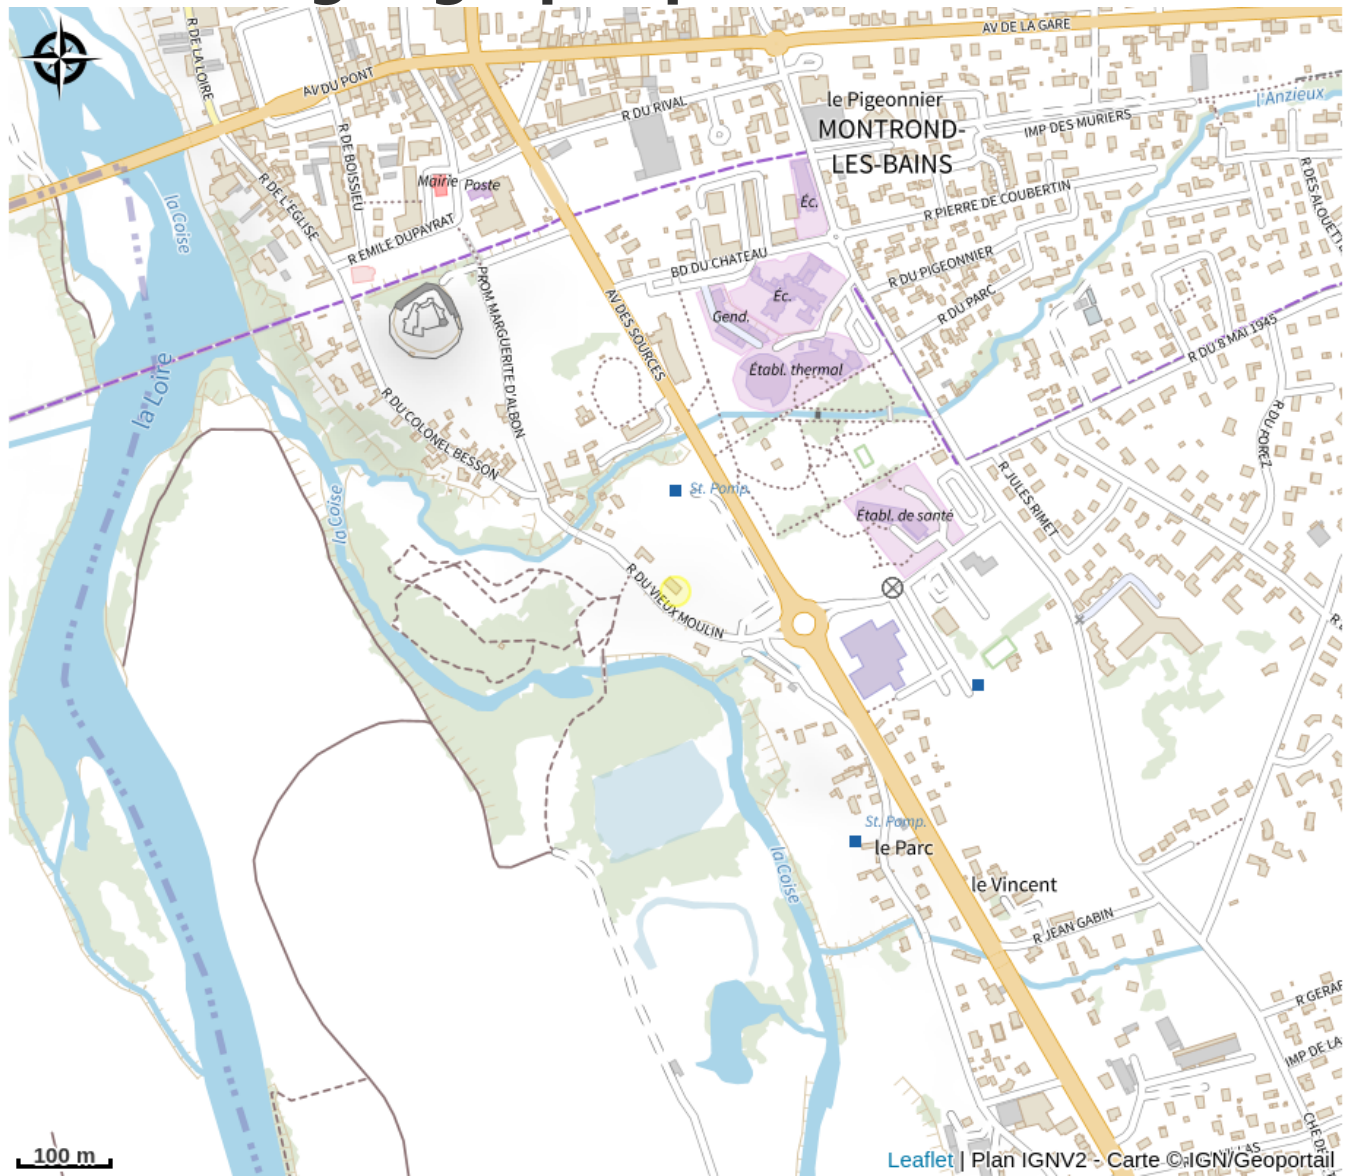 R DE LA LOIRE
AV DE LA GARE
AV DU PONT
l'Anzieux
le Pigeonnier
R DU RIVAL
MONTROND-
LES-BAINS
IMP DES MURIERS
R DE BOISSIEU
R DE L'EGLISE
Mairie
Poste
R PIERRE DE COUBERTIN
Éc.
la Coise
R EMILE DUPAYRAT
BD DU CHATEAU
R DU PIGEONNIER
R DU PARC
Éc.
Gend.
PROM MARGUERITE D'ALBON
AV DES SOURCES
R DU 8 MAI 1945
Établ. thermal
la Loire
R DU COLONEL BESSON
R DU FOREZ
St. Pomp.
R JULES RIMET
Établ. de santé
la Coise
R DU VIEUX MOULIN
St. Pomp.
le Parc
la Coise
le Vincent
R JEAN GABIN
IMP DE LA
100 m
Leaflet | Plan IGNV2 - Carte © IGN/Geoportail